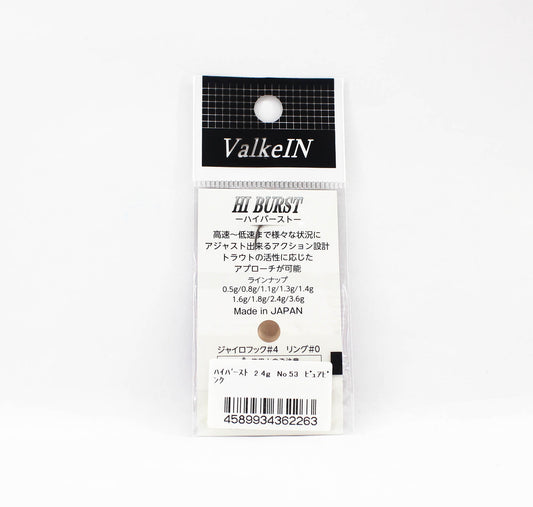 ValkeIN
HI BURST
ーハイバーストー
高速〜低速まで様々な状況に
アジャスト出来るアクション設計
トラウトの活性に応じた
アプローチが可能
ラインナップ
0.5g/0.8g/1.1g/1.3g/1.4g
1.6g/1.8g/2.4g/3.6g
Made in JAPAN
ジャイロフック#4 リング#0
ﾊｲﾊﾞｰｽﾄ 2.4g No.53 ﾋﾟｭｱﾋﾟ
ﾝｸ
4589934362263